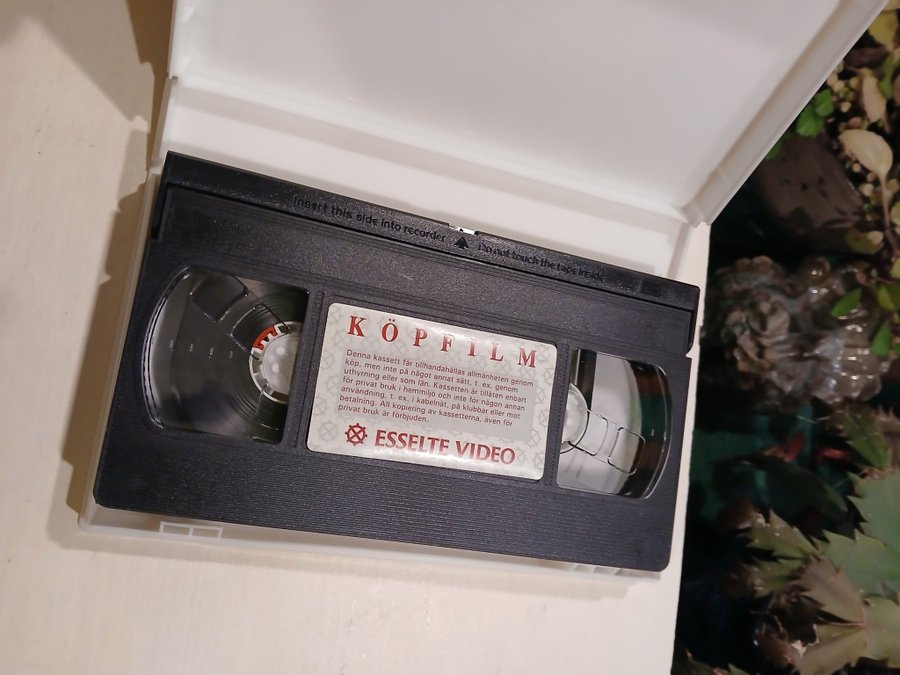 Insert this side into recorder Do not touch the tape inside
KÖPFILM
Denna kassett får tillhandahållas allmänheten genom
köp, men inte på något annat sätt, t. ex. genom
uthyrning eller som lån. Kassetten är tillåten enbart
för privat bruk i hemmiljö och inte för någon annan
användning, t. ex. i kabelnät, på klubbar eller mot
betalning. All kopiering av kassetterna, även för
privat bruk är förbjuden.
ESSELTE VIDEO